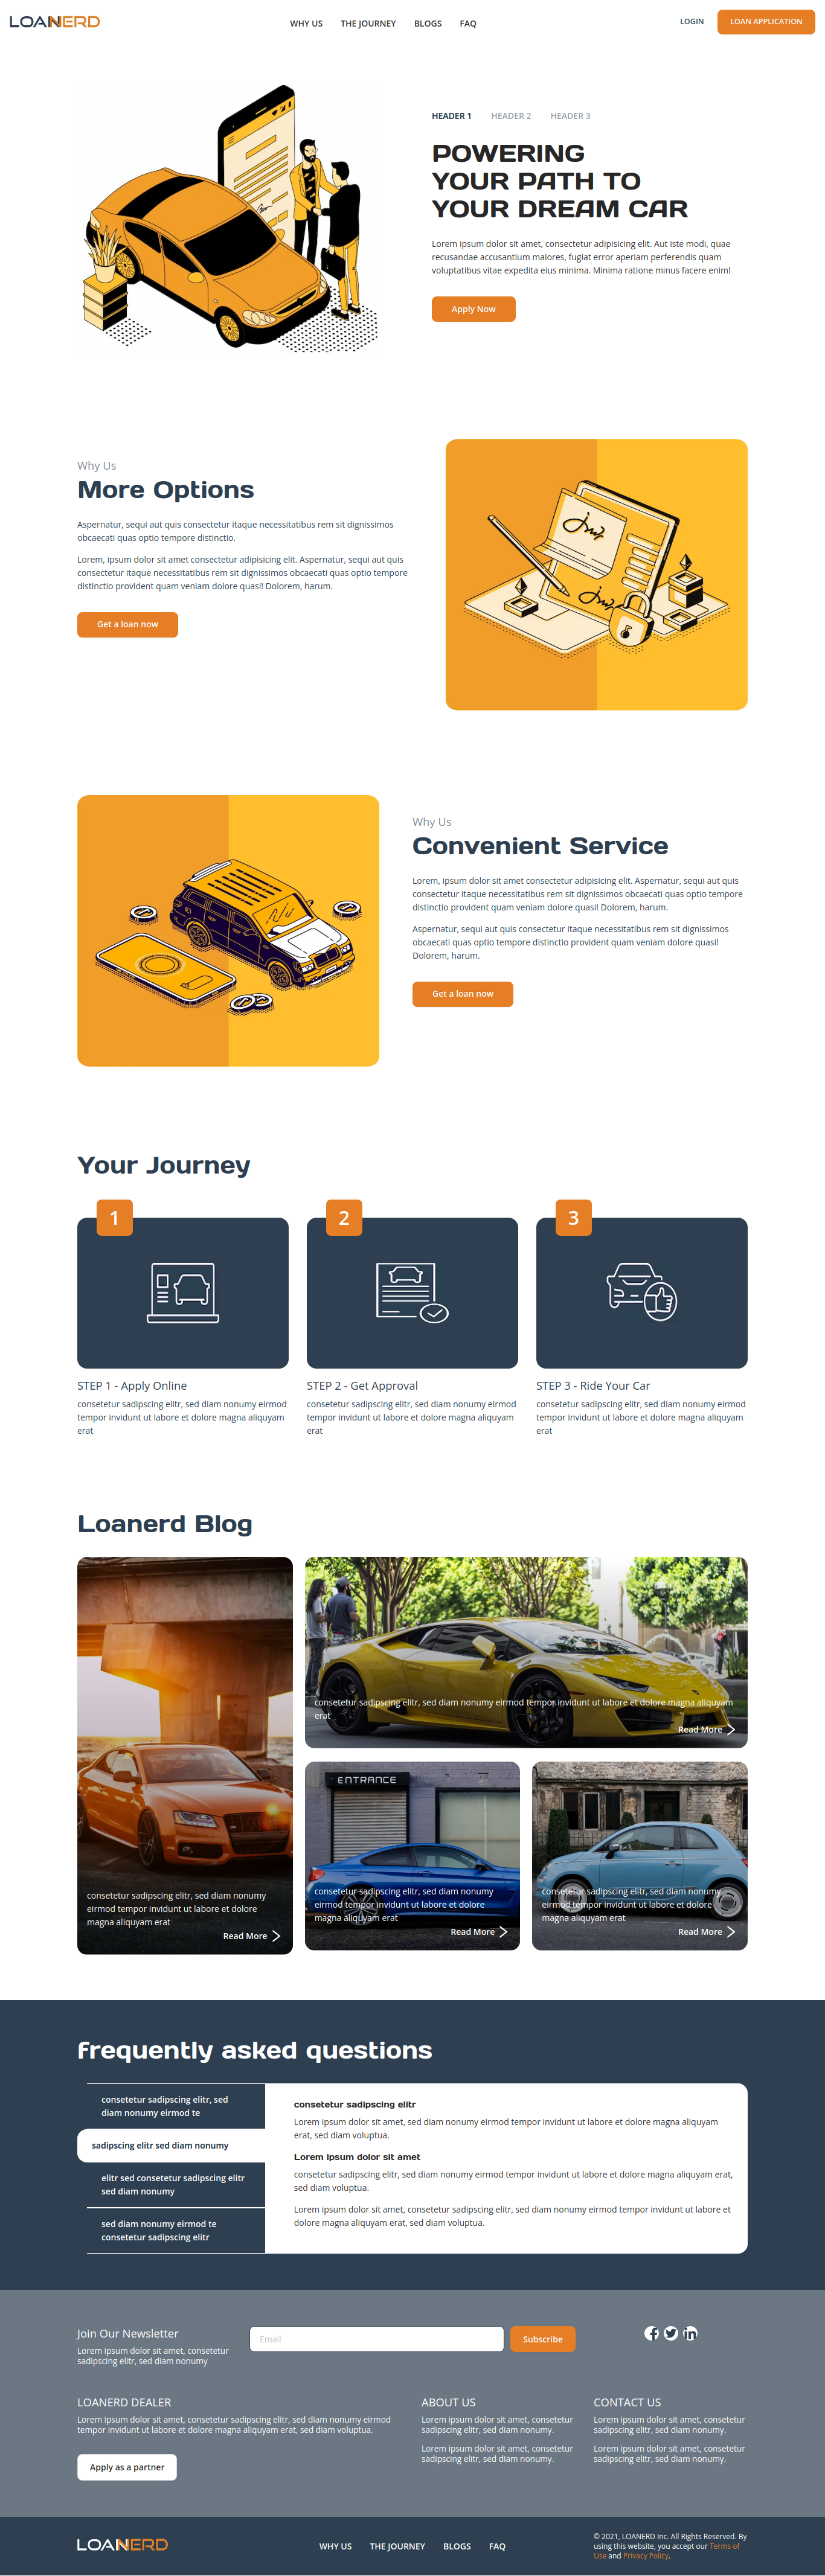 LOANERD
WHY US
THE JOURNEY
BLOGS
FAQ
LOGIN
LOAN APPLICATION
HEADER 1
HEADER 2
HEADER 3
POWERING
YOUR PATH TO
YOUR DREAM CAR
Lorem ipsum dolor sit amet, consectetur adipisicing elit. Aut iste modi, quae
recusandae accusantium maiores, fugiat error aperiam perferendis quam
voluptatibus vitae expedita eius minima. Minima ratione minus facere enim!
Apply Now
Why Us
More Options
Aspernatur, sequi aut quis consectetur itaque necessitatibus rem sit dignissimos
obcaecati quas optio tempore distinctio.
Lorem, ipsum dolor sit amet consectetur adipisicing elit. Aspernatur, sequi aut quis
consectetur itaque necessitatibus rem sit dignissimos obcaecati quas optio tempore
distinctio provident quam veniam dolore quasi! Dolorem, harum.
Get a loan now
Why Us
Convenient Service
Lorem, ipsum dolor sit amet consectetur adipisicing elit. Aspernatur, sequi aut quis
consectetur itaque necessitatibus rem sit dignissimos obcaecati quas optio tempore
distinctio provident quam veniam dolore quasi! Dolorem, harum.
Aspernatur, sequi aut quis consectetur itaque necessitatibus rem sit dignissimos
obcaecati quas optio tempore distinctio provident quam veniam dolore quasi!
Dolorem, harum.
Get a loan now
Your Journey
1
2
3
STEP 1 - Apply Online
consetetur sadipscing elitr, sed diam nonumy eirmod
tempor invidunt ut labore et dolore magna aliquyam
erat
STEP 2 - Get Approval
consetetur sadipscing elitr, sed diam nonumy eirmod
tempor invidunt ut labore et dolore magna aliquyam
erat
STEP 3 - Ride Your Car
consetetur sadipscing elitr, sed diam nonumy eirmod
tempor invidunt ut labore et dolore magna aliquyam
erat
Loanerd Blog
consetetur sadipscing elitr, sed diam nonumy eirmod tempor invidunt ut labore et dolore magna aliquyam
erat
Read More
ENTRANCE
consetetur sadipscing elitr, sed diam nonumy
eirmod tempor invidunt ut labore et dolore
magna aliquyam erat
Read More
consetetur sadipscing elitr, sed diam nonumy
eirmod tempor invidunt ut labore et dolore
magna aliquyam erat
Read More
consetetur sadipscing elitr, sed diam nonumy
eirmod tempor invidunt ut labore et dolore
magna aliquyam erat
Read More
frequently asked questions
consetetur sadipscing elitr, sed
diam nonumy eirmod te
sadipscing elitr sed diam nonumy
elitr sed consetetur sadipscing elitr
sed diam nonumy
sed diam nonumy eirmod te
consetetur sadipscing elitr
consetetur sadipscing elitr
Lorem ipsum dolor sit amet, sed diam nonumy eirmod tempor invidunt ut labore et dolore magna aliquyam
erat, sed diam voluptua.
Lorem ipsum dolor sit amet
consetetur sadipscing elitr, sed diam nonumy eirmod tempor invidunt ut labore et dolore magna aliquyam erat,
sed diam voluptua.
Lorem ipsum dolor sit amet, consetetur sadipscing elitr, sed diam nonumy eirmod tempor invidunt ut labore et
dolore magna aliquyam erat, sed diam voluptua.
Join Our Newsletter
Lorem ipsum dolor sit amet, consetetur
sadipscing elitr, sed diam nonumy
Email
Subscribe
LOANERD DEALER
Lorem ipsum dolor sit amet, consetetur sadipscing elitr, sed diam nonumy eirmod
tempor invidunt ut labore et dolore magna aliquyam erat, sed diam voluptua.
Apply as a partner
ABOUT US
Lorem ipsum dolor sit amet, consetetur
sadipscing elitr, sed diam nonumy.
Lorem ipsum dolor sit amet, consetetur
sadipscing elitr, sed diam nonumy.
CONTACT US
Lorem ipsum dolor sit amet, consetetur
sadipscing elitr, sed diam nonumy.
Lorem ipsum dolor sit amet, consetetur
sadipscing elitr, sed diam nonumy.
LOANERD
WHY US
THE JOURNEY
BLOGS
FAQ
© 2021, LOANERD Inc. All Rights Reserved. By
using this website, you accept our Terms of
Use and Privacy Policy.